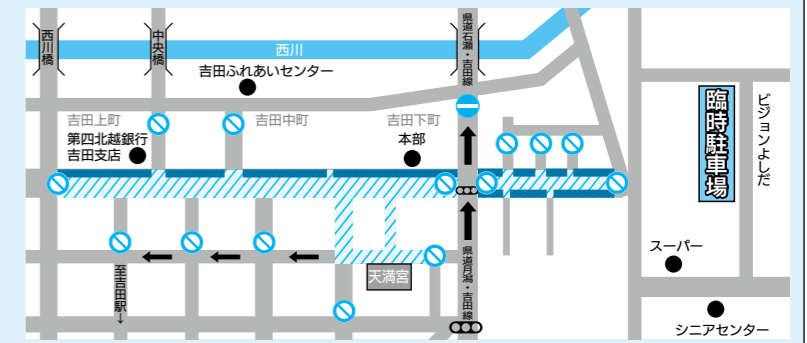 西川橋
中央橋
西川
県道石瀬・吉田線
吉田ふれあいセンター
吉田上町
吉田中町
吉田下町
第四北越銀行
吉田支店
本部
臨時駐車場
ビジョンよしだ
天満宮
県道月潟・吉田線
至吉田駅→
スーパー
シニアセンター